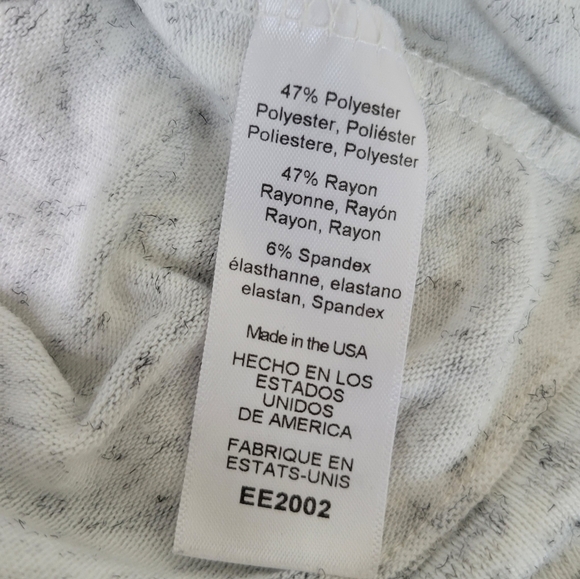 47% Polyester
Polyester, Poliéster
Poliestere, Polyester
47% Rayon
Rayonne, Rayón
Rayon, Rayon
6% Spandex
élasthanne, elastano
elastan, Spandex
Made in the USA
HECHO EN LOS
ESTADOS
UNIDOS
DE AMERICA
FABRIQUE EN
ESTATS-UNIS
EE2002